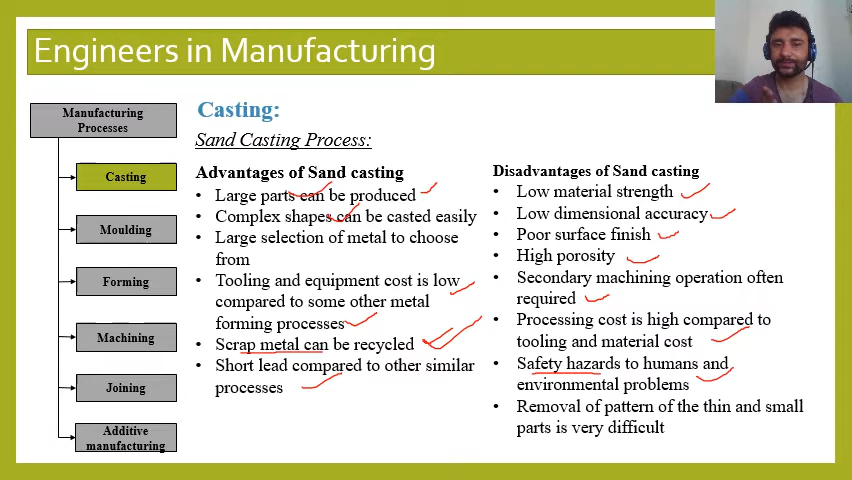 Engineers in Manufacturing
Manufacturing
Processes
Casting
Moulding
Forming
Machining
Joining
Additive
manufacturing
Casting:
Sand Casting Process:
Advantages of Sand casting
• Large parts can be produced
• Complex shapes can be casted easily
• Large selection of metal to choose
from
• Tooling and equipment cost is low
compared to some other metal
forming processes
• Scrap metal can be recycled
• Short lead compared to other similar
processes
Disadvantages of Sand casting
• Low material strength
• Low dimensional accuracy
• Poor surface finish
• High porosity
• Secondary machining operation often
required
• Processing cost is high compared to
tooling and material cost
• Safety hazards to humans and
environmental problems
• Removal of pattern of the thin and small
parts is very difficult